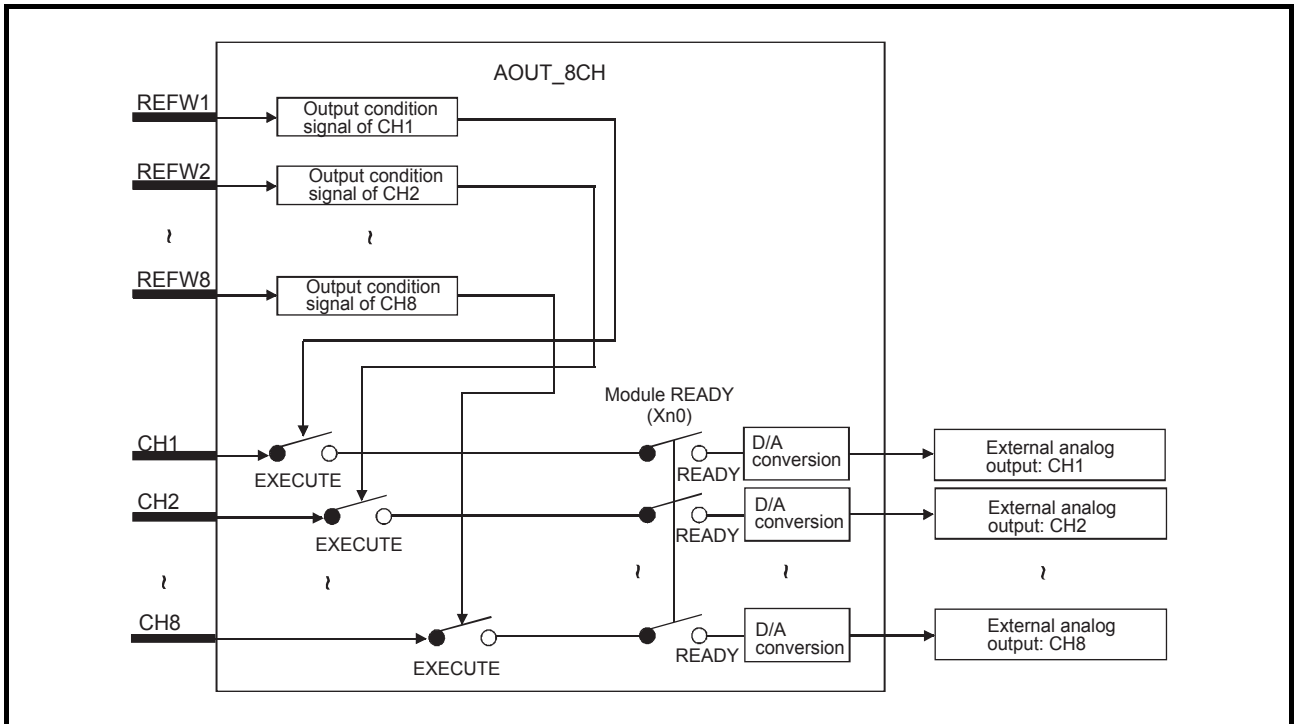 AOUT_8CH
REFW1
Output condition
signal of CH1
REFW2
Output condition
signal of CH2
~
~
REFW8
Output condition
signal of CH8
Module READY
(Xn0)
CH1
EXECUTE
READY
D/A
conversion
External analog
output: CH1
CH2
EXECUTE
READY
D/A
conversion
External analog
output: CH2
~
~
~
~
~
CH8
EXECUTE
READY
D/A
conversion
External analog
output: CH8